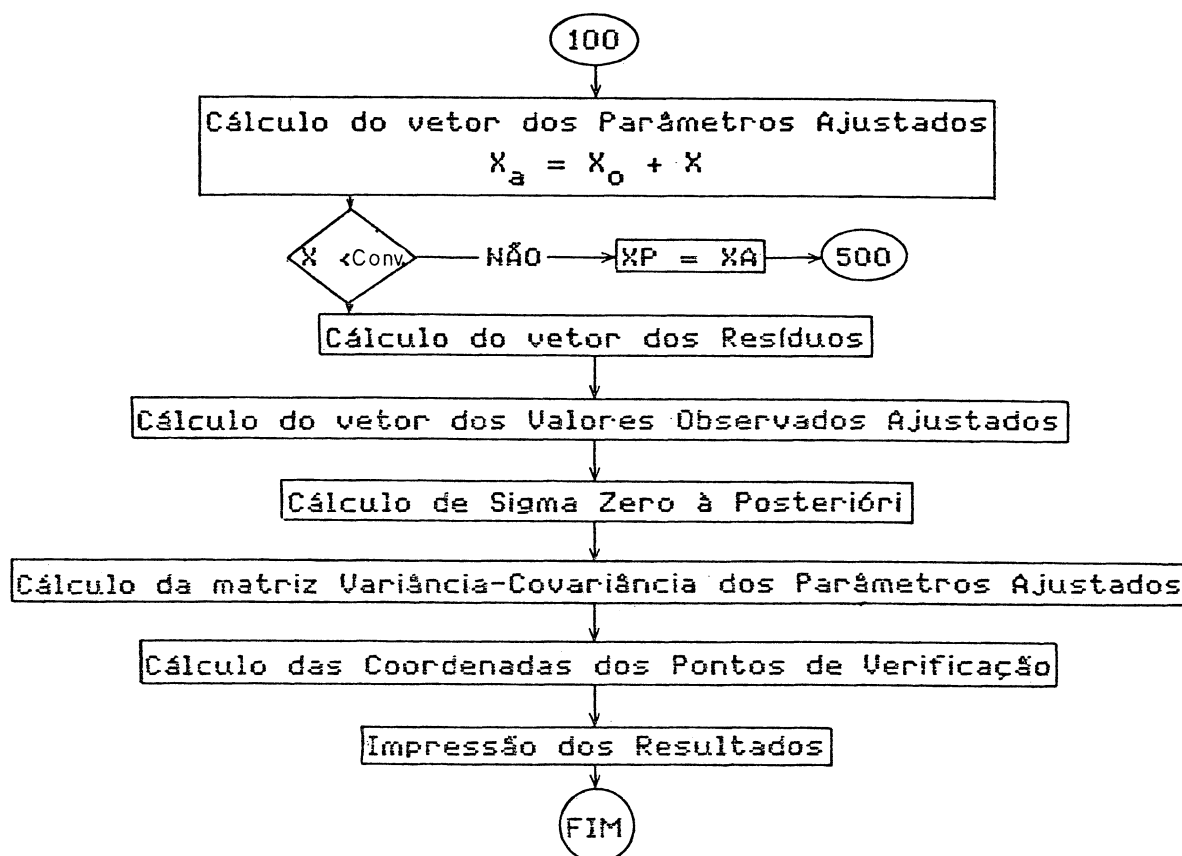 100
Cálculo do vetor dos Parâmetros Ajustados
Xa = Xo + X
X <Conv.
NÃO
XP = XA
500
Cálculo do vetor dos Resíduos
Cálculo do vetor dos Valores Observados Ajustados
Cálculo de Sigma Zero à Posterióri
Cálculo da matriz Variância-Covariância dos Parâmetros Ajustados
Cálculo das Coordenadas dos Pontos de Verificação
Impressão dos Resultados
FIM